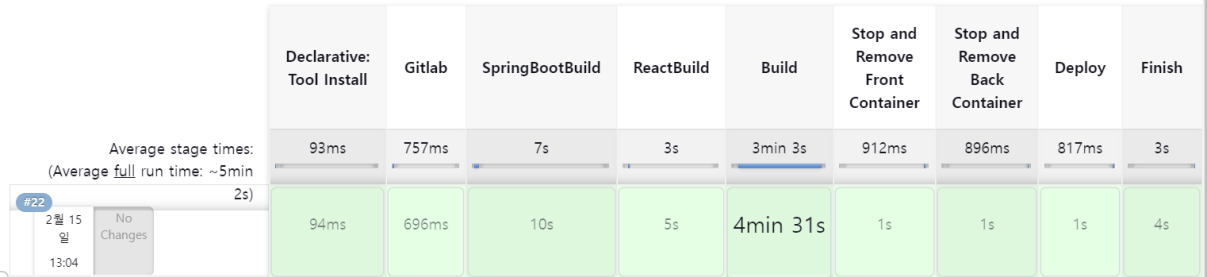 Declarative:
Tool Install
Gitlab
SpringBootBuild
ReactBuild
Build
Stop and
Remove
Front
Container
Stop and
Remove
Back
Container
Deploy
Finish
Average stage times:
(Average full run time: ~5min
2s)
93ms
757ms
7s
3s
3min 3s
912ms
896ms
817ms
3s
#22
2월 15
일
13:04
No
Changes
94ms
696ms
10s
5s
4min 31s
1s
1s
1s
4s